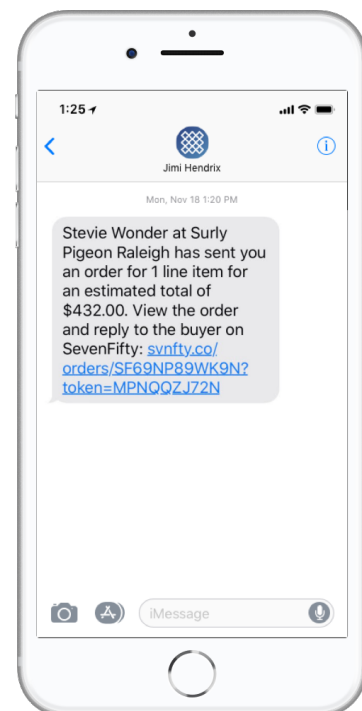 1:25
Jimi Hendrix
Mon, Nov 18 1:20 PM
Stevie Wonder at Surly
Pigeon Raleigh has sent you
an order for 1 line item for
an estimated total of
$432.00. View the order
and reply to the buyer on
SevenFifty: svnfty.co/
orders/SF69NP89WK9N?
token=MPNQQZJ72N
iMessage